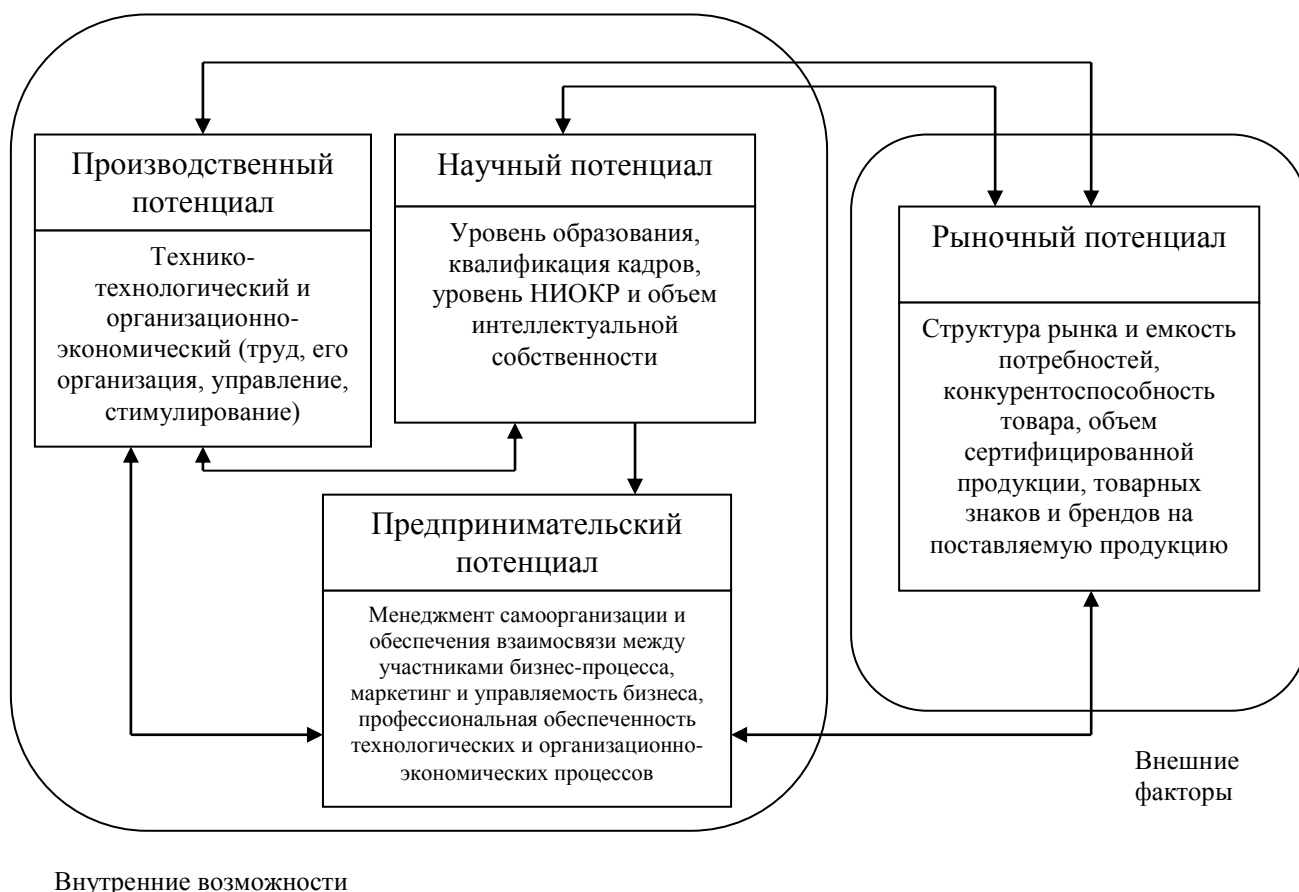 Производственный
потенциал
Технико-
технологический и
организационно-
экономический (труд, его
организация, управление,
стимулирование)
Научный потенциал
Уровень образования,
квалификация кадров,
уровень НИОКР и объем
интеллектуальной
собственности
Предпринимательский
потенциал
Менеджмент самоорганизации и
обеспечения взаимосвязи между
участниками бизнес-процесса,
маркетинг и управляемость бизнеса,
профессиональная обеспеченность
технологических и организационно-
экономических процессов
Рыночный потенциал
Структура рынка и емкость
потребностей,
конкурентоспособность
товара, объем
сертифицированной
продукции, товарных
знаков и брендов на
поставляемую продукцию
Внешние
факторы
Внутренние возможности